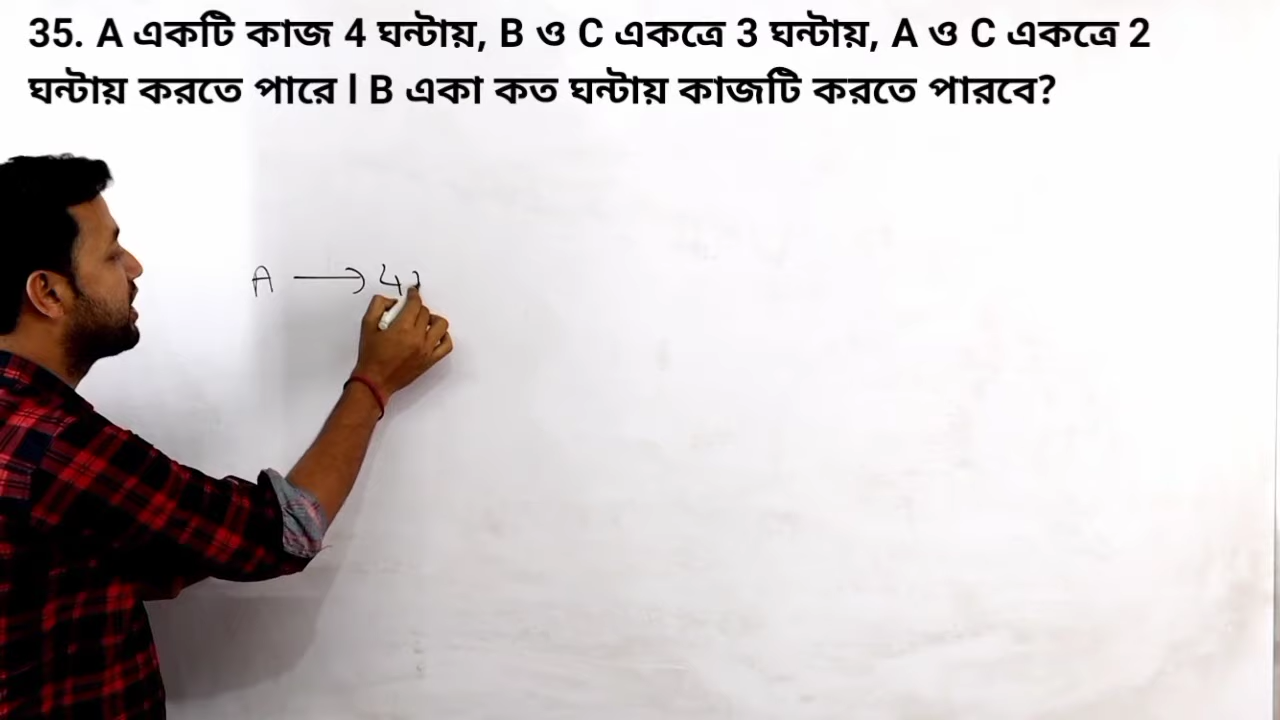 35. A একটি কাজ 4 ঘন্টায়, B ও C একত্রে 3 ঘন্টায়, A ও C একত্রে 2
ঘন্টায় করতে পারে l B একা কত ঘন্টায় কাজটি করতে পারবে?
A → 4